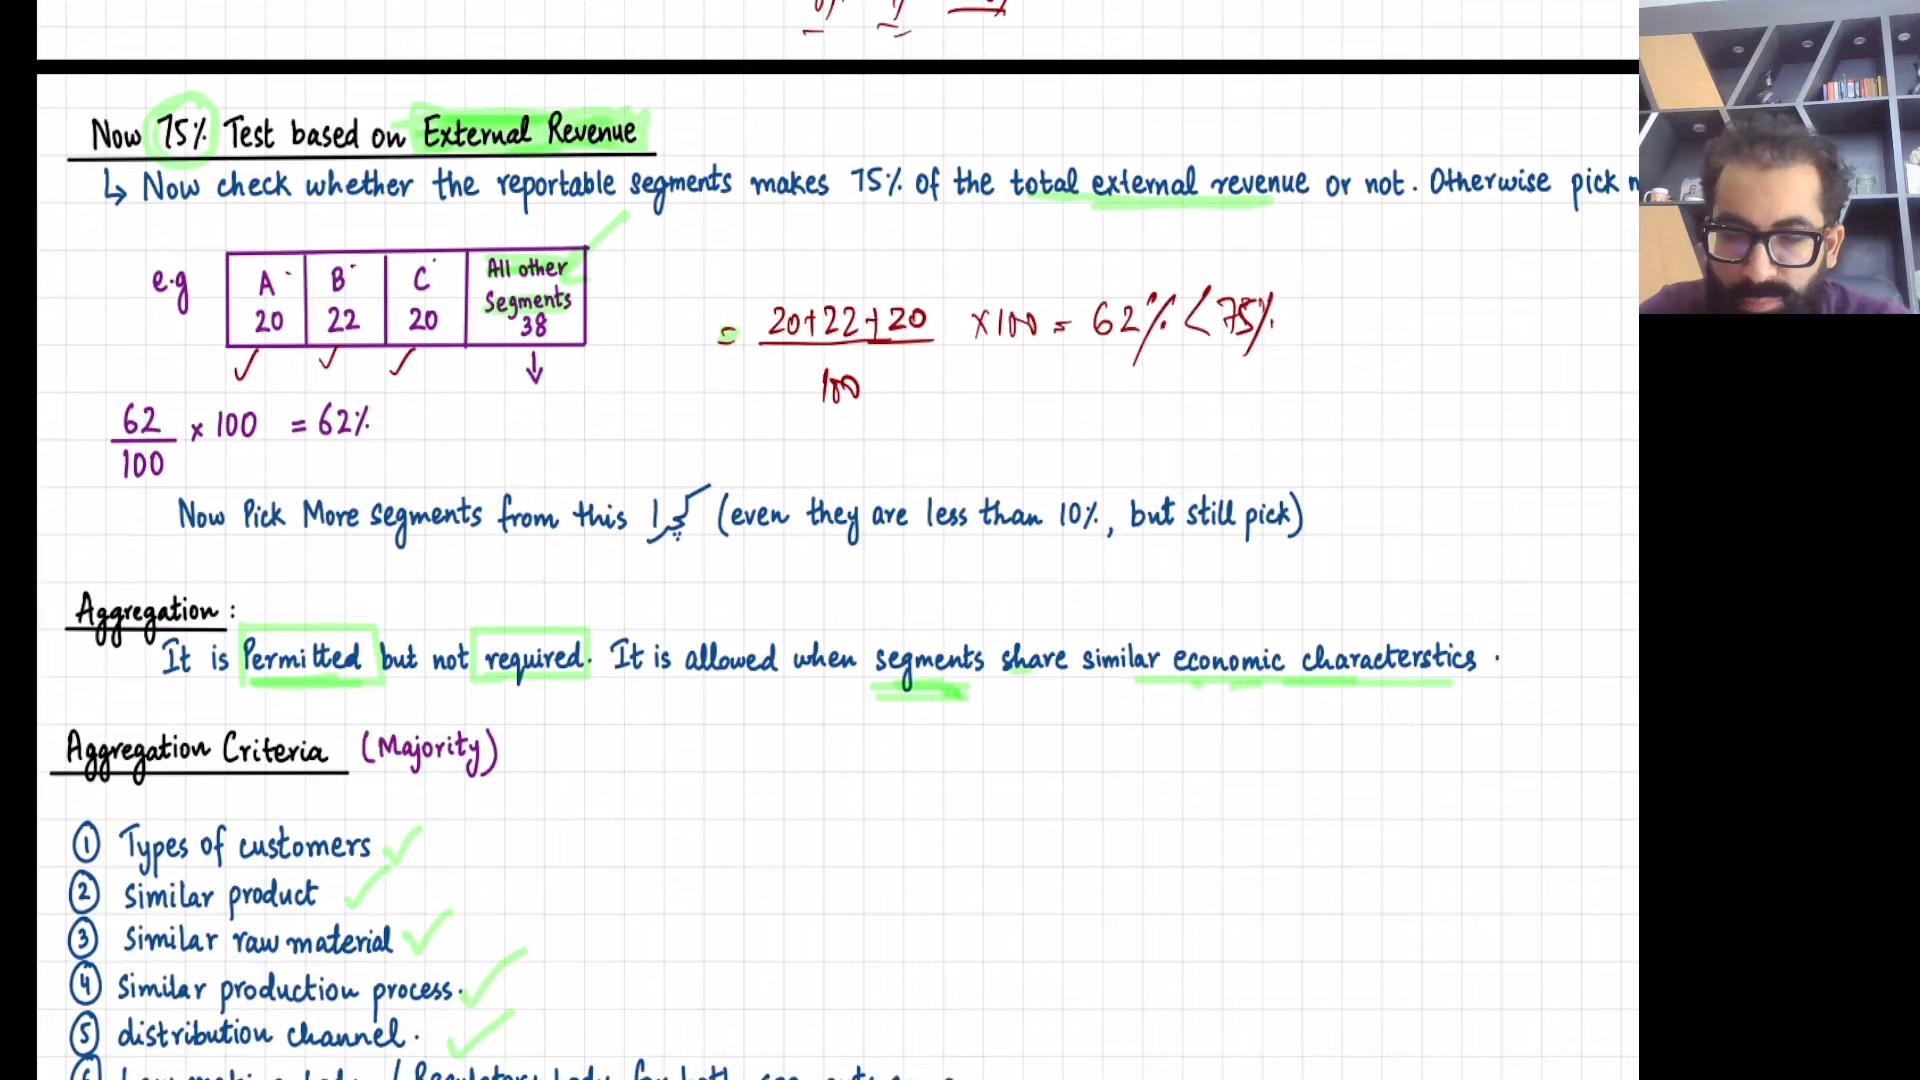 Now 75% Test based on External Revenue
↳ Now check whether the reportable segments makes 75% of the total external revenue or not. Otherwise pick
e.g
A B C All other Segments
20 22 20 38
= 20+22+20 / 100 ×100 = 62% < 75%
62 / 100 × 100 = 62%
Now Pick More segments from this کچرا (even they are less than 10%, but still pick)
Aggregation:
It is Permitted but not required. It is allowed when segments share similar economic characterstics.
Aggregation Criteria (Majority)
① Types of customers
② Similar product
③ Similar raw material
④ Similar production process.
⑤ distribution channel.